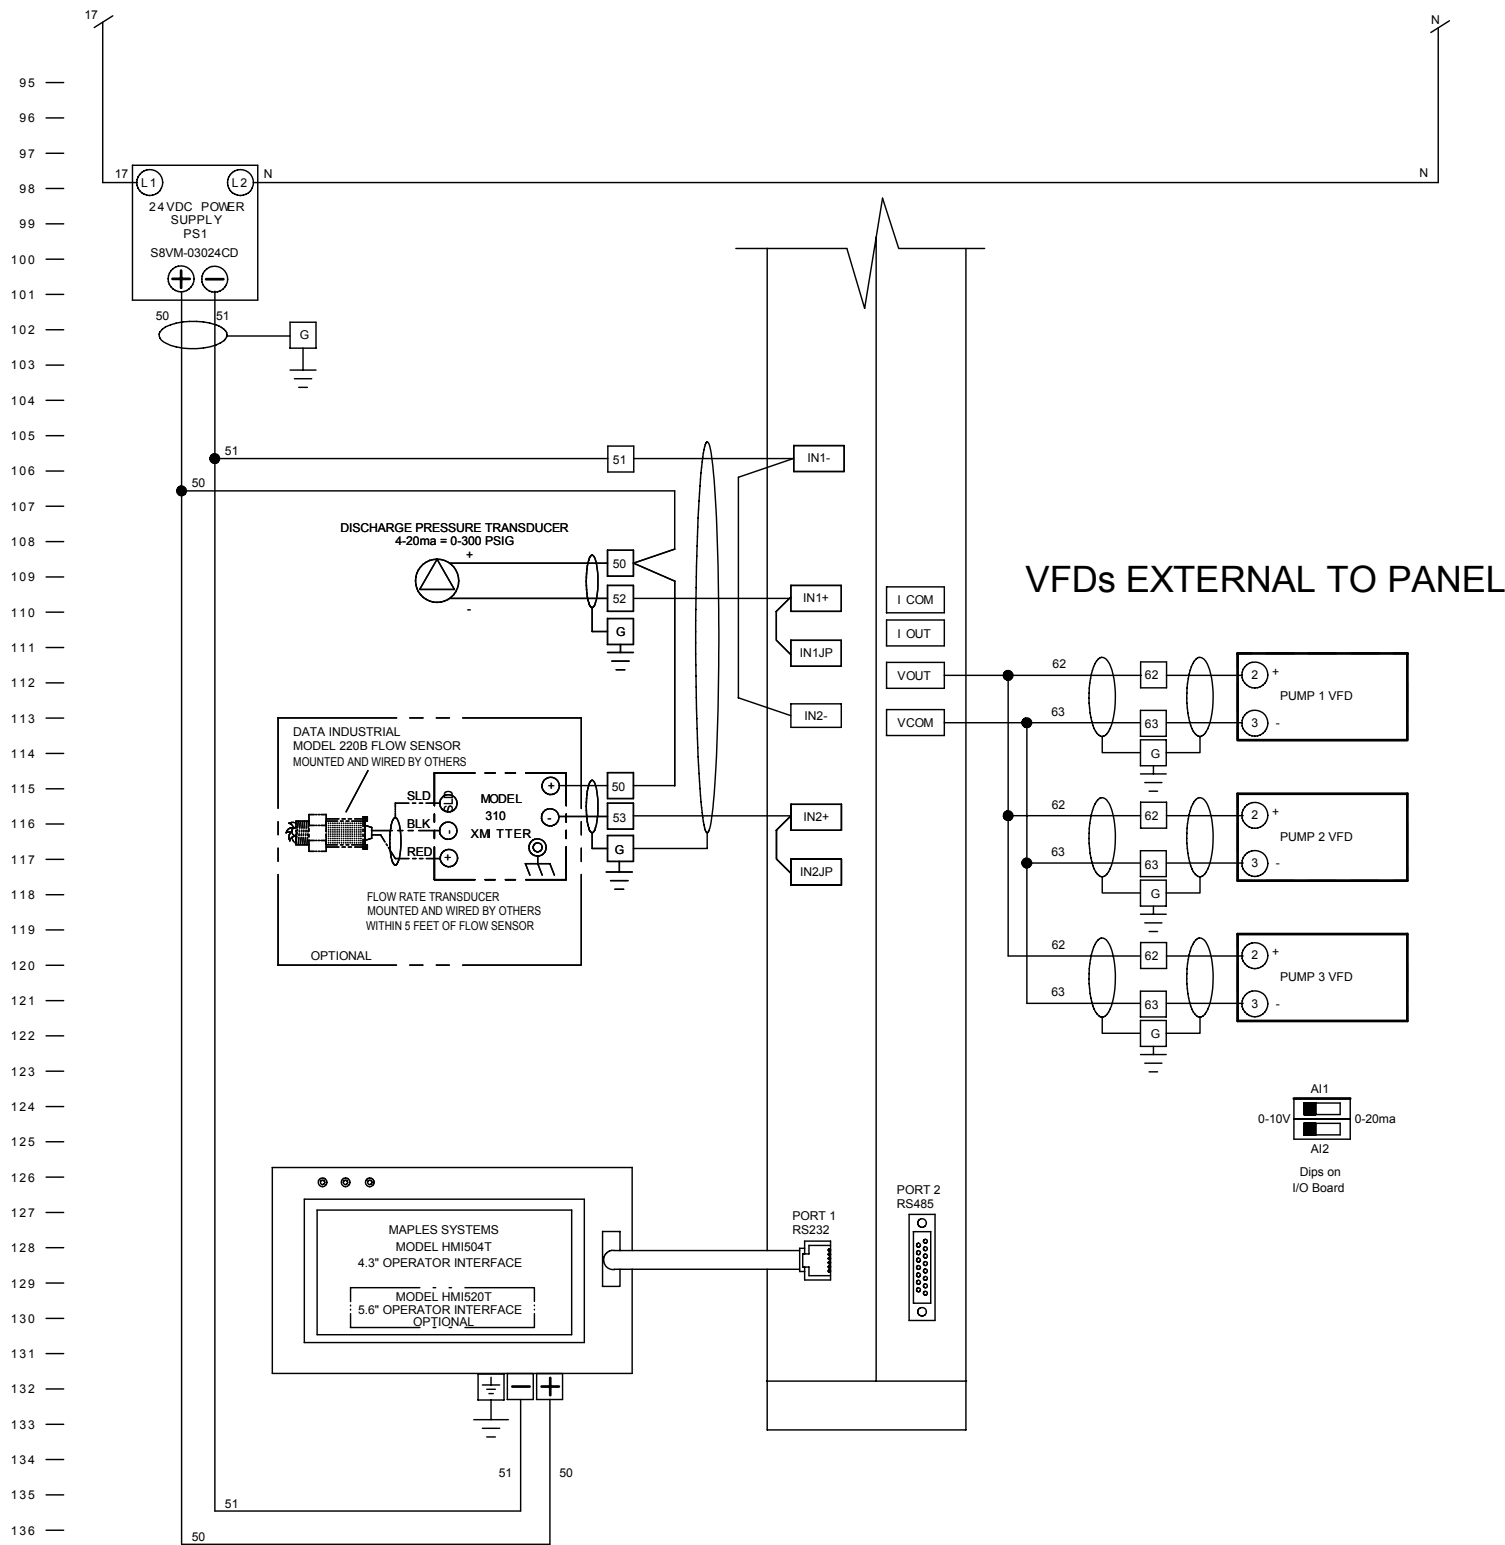 17
N
95
96
97
17
L1
L2
N
N
98
24VDC POWER
99
SUPPLY
PS1
100
S8VM-03024CD
101
50
51
102
G
103
104
105
51
51
IN1-
106
50
107
DISCHARGE PRESSURE TRANSDUCER
108
4-20ma = 0-300 PSIG
+
50
109
VFDs EXTERNAL TO PANEL
52
IN1+
I COM
110
-
G
I OUT
111
IN1JP
62
62
2
+
112
VOUT
PUMP 1 VFD
63
IN2-
113
VCOM
63
3
-
DATA INDUSTRIAL
MODEL 220B FLOW SENSOR
114
MOUNTED AND WIRED BY OTHERS
G
115
+
50
SLD
SLD
MODEL
62
62
2
+
310
-
53
IN2+
116
BLK
-
XMITTER
PUMP 2 VFD
RED
+
G
63
63
3
-
117
IN2JP
118
FLOW RATE TRANSDUCER
G
MOUNTED AND WIRED BY OTHERS
119
WITHIN 5 FEET OF FLOW SENSOR
OPTIONAL
62
62
2
+
120
PUMP 3 VFD
121
63
63
3
-
122
G
123
AI1
124
0-10V
0-20ma
125
AI2
126
Dips on
I/O Board
PORT 2
RS485
127
PORT 1
RS232
MAPLES SYSTEMS
128
MODEL HMI504T
4.3" OPERATOR INTERFACE
129
MODEL HMI520T
130
5.6" OPERATOR INTERFACE
OPTIONAL
131
132
133
134
51
50
135
51
136
50